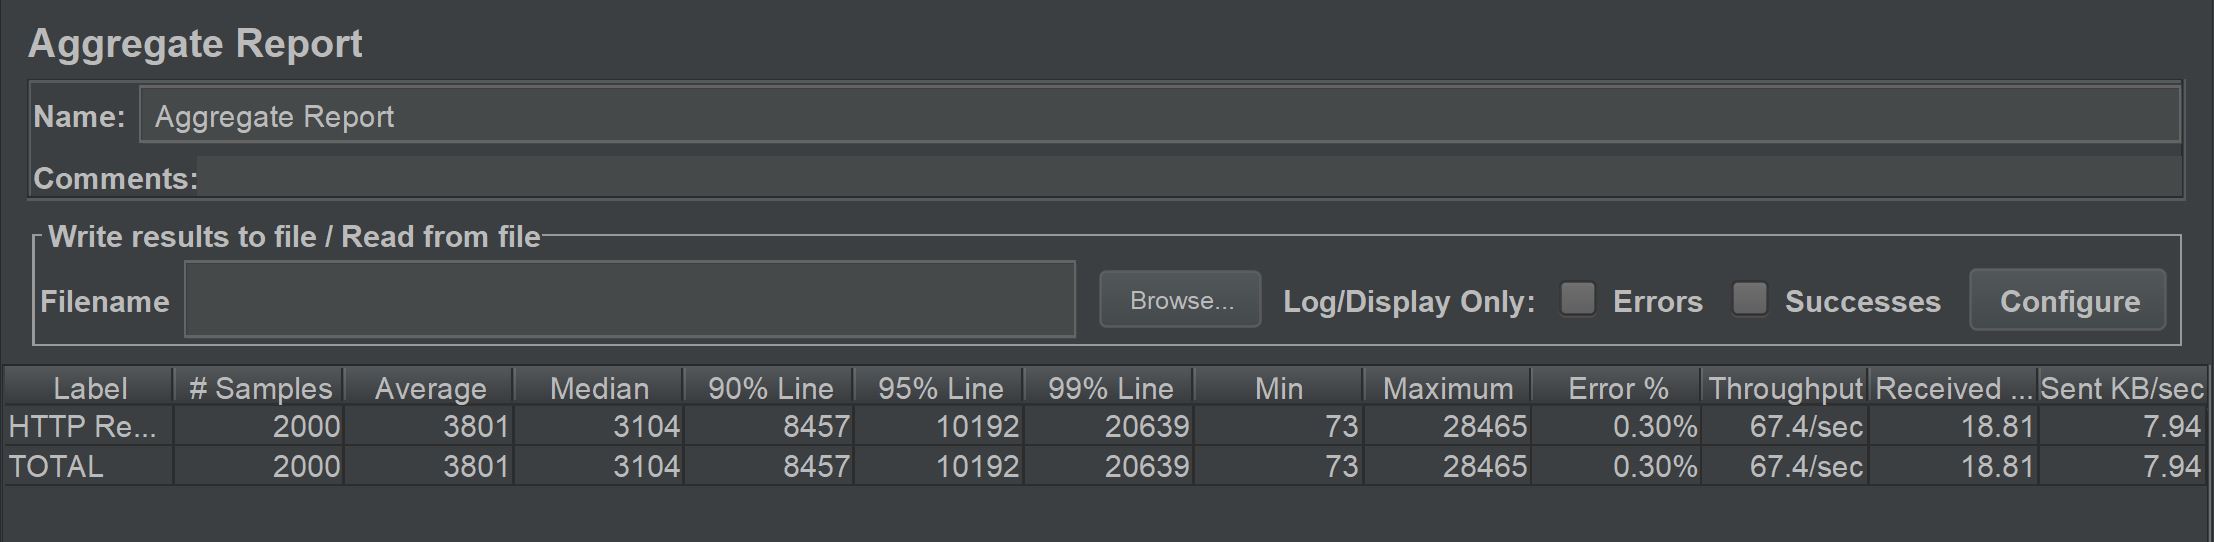 Aggregate Report
Name: Aggregate Report
Comments:
Write results to file / Read from file
Filename Browse... Log/Display Only: Errors Successes Configure
Label # Samples Average Median 90% Line 95% Line 99% Line Min Maximum Error % Throughput Received ... Sent KB/sec
HTTP Re... 2000 3801 3104 8457 10192 20639 73 28465 0.30% 67.4/sec 18.81 7.94
TOTAL 2000 3801 3104 8457 10192 20639 73 28465 0.30% 67.4/sec 18.81 7.94